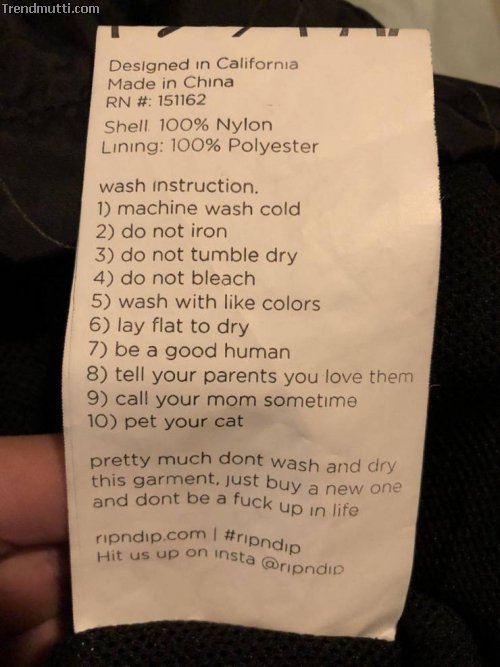 Trendmutti.com
Designed in California
Made in China
RN #: 151162
Shell 100% Nylon
Lining: 100% Polyester
wash instruction.
1) machine wash cold
2) do not iron
3) do not tumble dry
4) do not bleach
5) wash with like colors
6) lay flat to dry
7) be a good human
8) tell your parents you love them
9) call your mom sometime
10) pet your cat
pretty much dont wash and dry
this garment, just buy a new one
and dont be a fuck up in life
ripndip.com | #ripndip
Hit us up on insta @ripndip